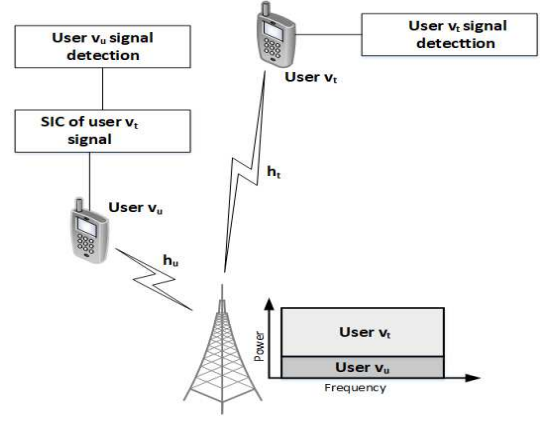 User vᵤ signal
detection
User vₜ signal
detecttion
User vₜ
SIC of user vₜ
signal
User vᵤ
hₜ
hᵤ
Power
User vₜ
User vᵤ
Frequency